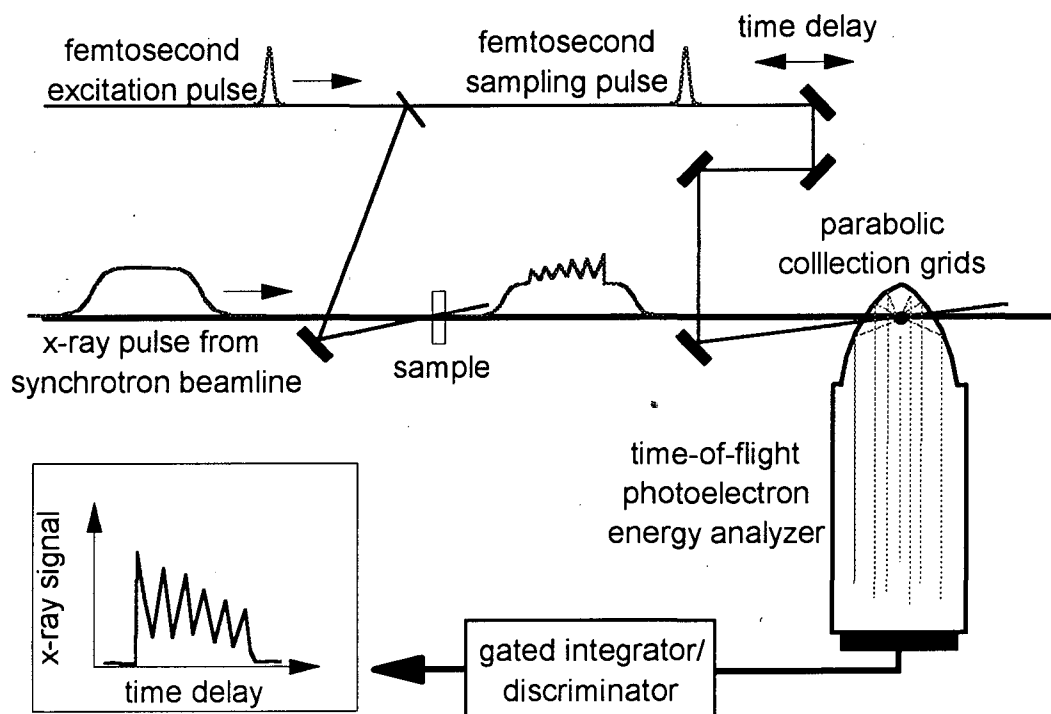 femtosecond
excitation pulse
femtosecond
sampling pulse
time delay
parabolic
colllection grids
x-ray pulse from
synchrotron beamline
sample
time-of-flight
photoelectron
energy analyzer
x-ray signal
time delay
gated integrator/
discriminator